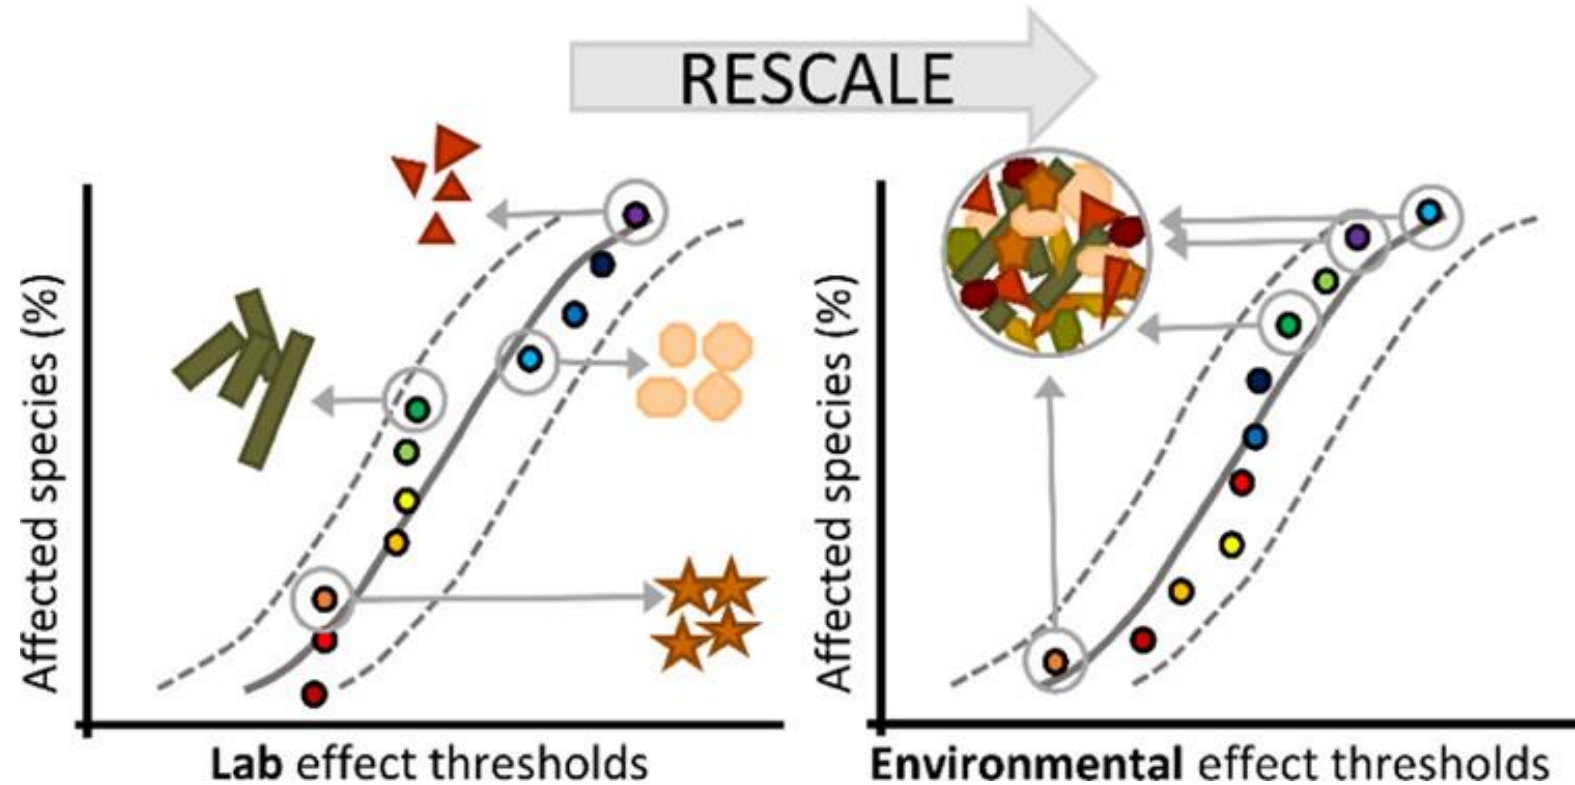 RESCALE
Affected species (%)
Lab effect thresholds
Affected species (%)
Environmental effect thresholds